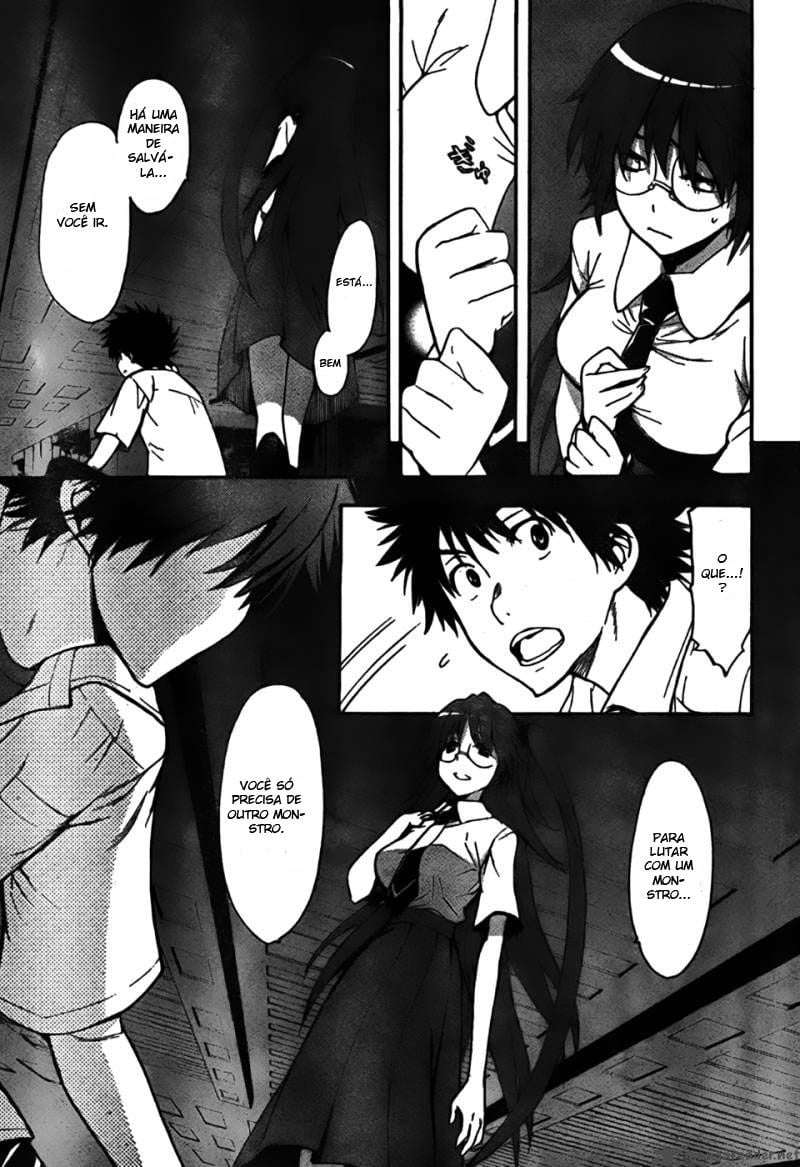 ESTÁ...
BEM
HÁ UMA
MANEIRA
DE
SALVÁ-
LA...
SEM
VOCÊ IR.
O
QUE...!
?
PARA
LUTAR
COM UM
MON-
STRO...
VOCÊ SÓ
PRECISA DE
OUTRO MON-
STRO.